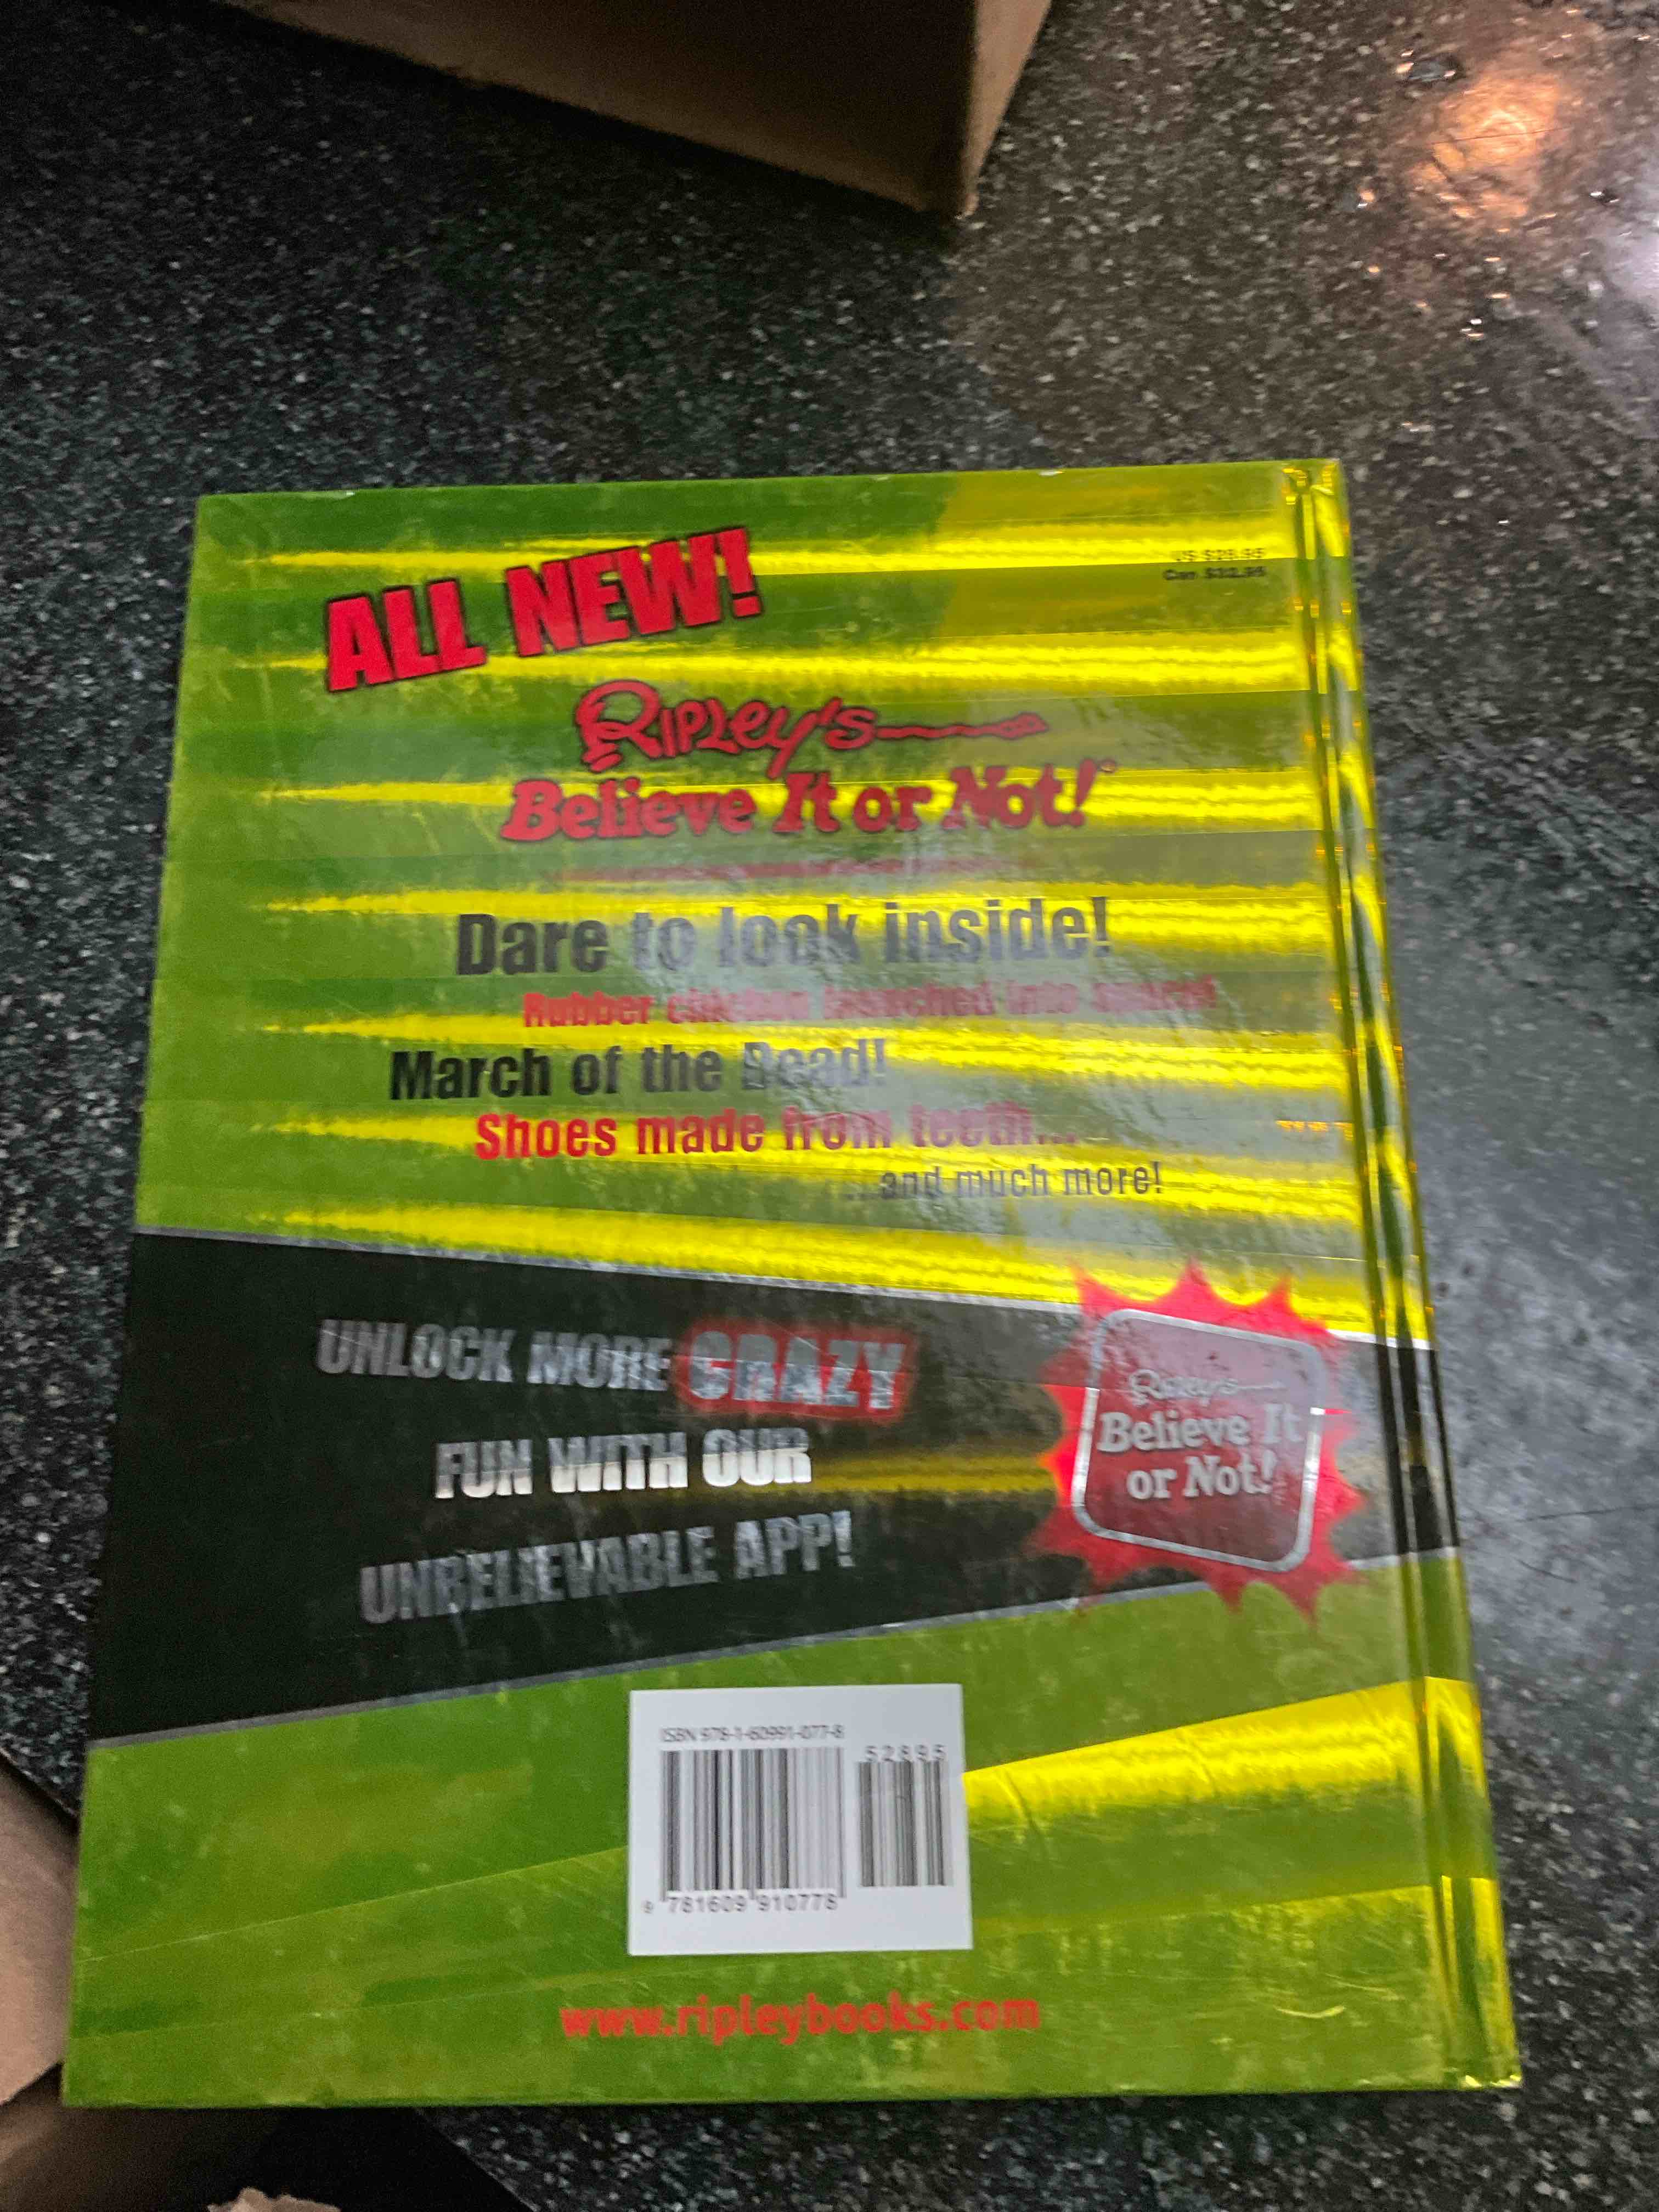 ALL NEW!
US $28.95
Can $32.95
RIPLEY'S
Believe It or Not!®
Dare to look inside!
Rubber chicken launched into space!
March of the Dead!
Shoes made from teeth...
...and much more!
UNLOCK MORE CRAZY
FUN WITH OUR
UNBELIEVABLE APP!
Ripley's
Believe It
or Not!
ISBN 978-1-60991-077-8
52895
9 781609 910778
www.ripleybooks.com